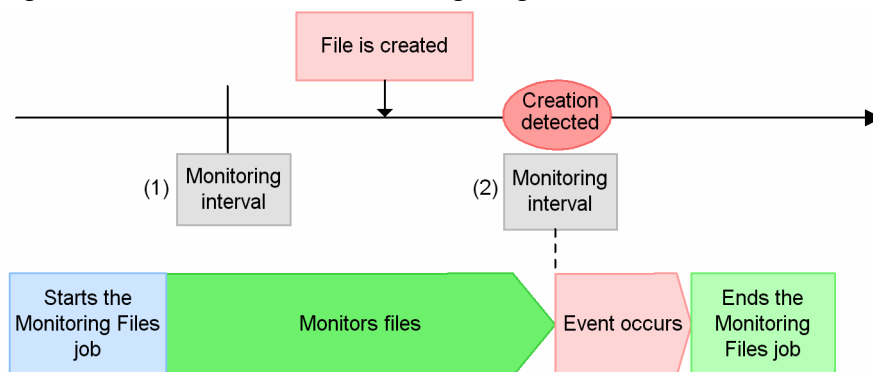 File is created
Creation
detected
(1)
Monitoring
interval
(2)
Monitoring
interval
Starts the
Monitoring Files
job
Monitors files
Event occurs
Ends the
Monitoring
Files job